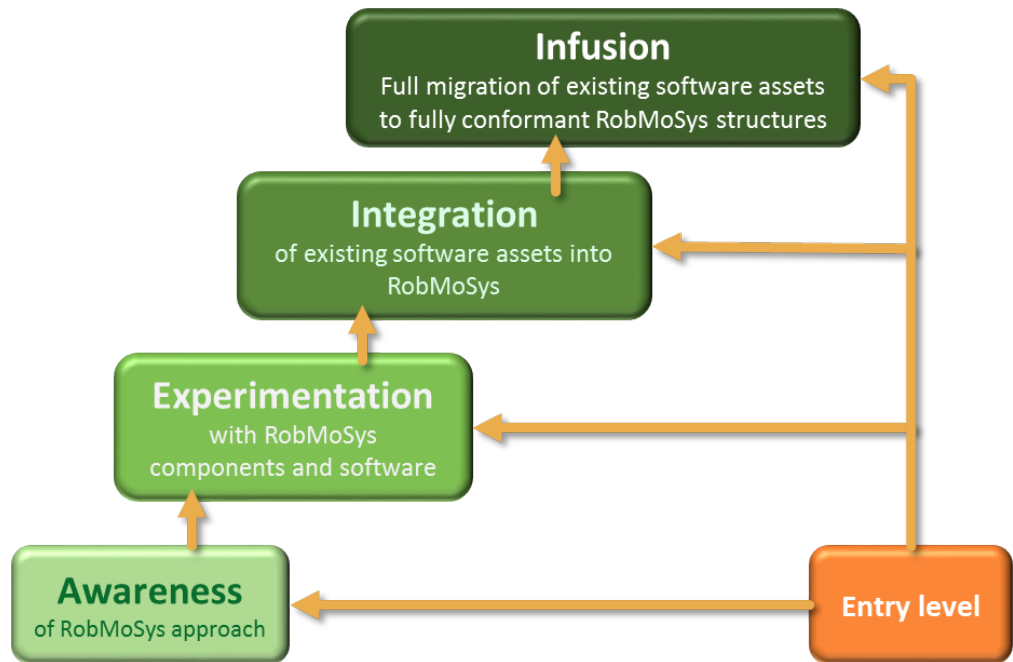 Infusion
Full migration of existing software assets
to fully conformant RobMoSys structures
Integration
of existing software assets into
RobMoSys
Experimentation
with RobMoSys
components and software
Awareness
of RobMoSys approach
Entry level